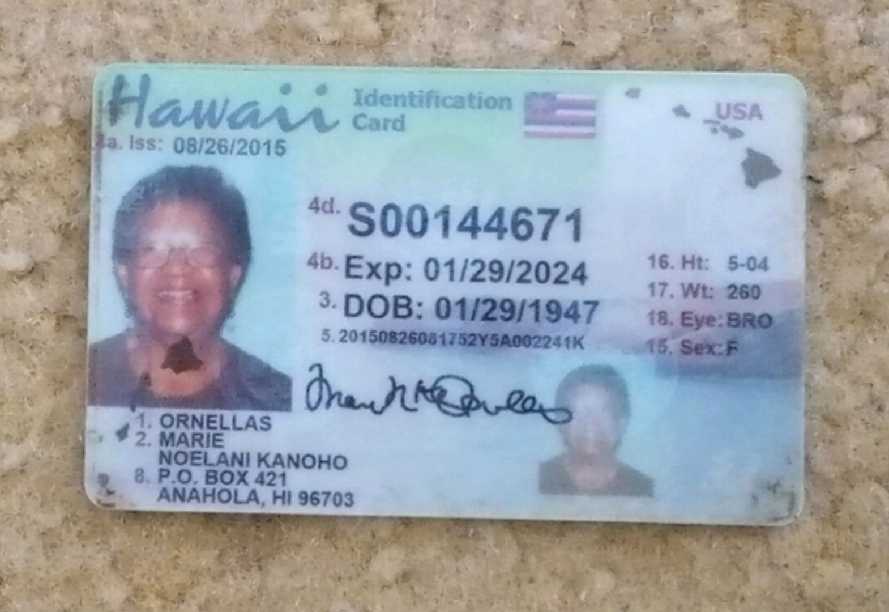 Hawaii Identification Card USA
4a. Iss: 08/26/2015
4d. S00144671
4b. Exp: 01/29/2024
3. DOB: 01/29/1947
5. 20150826081752Y5A002241K
16. Ht: 5-04
17. Wt: 260
18. Eye: BRO
15. Sex: F
1. ORNELLAS
2. MARIE
NOELANI KANOHO
8. P.O. BOX 421
ANAHOLA, HI 96703